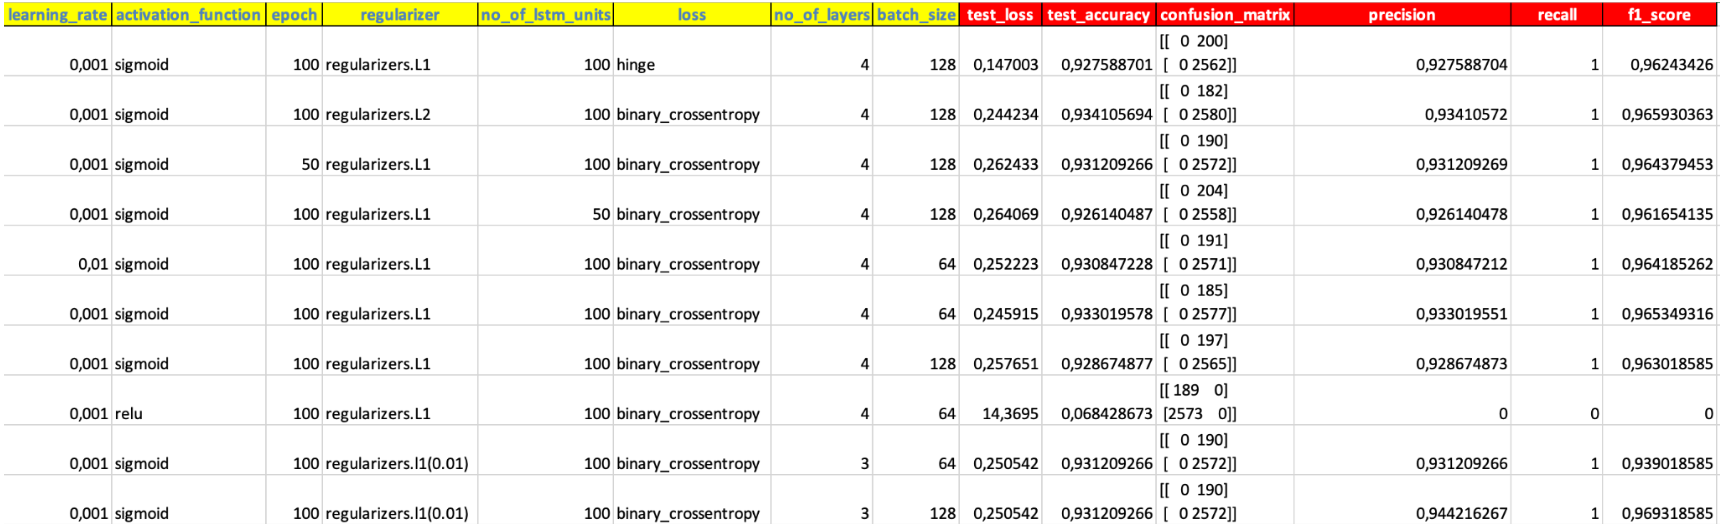 learning_rate activation_function epoch regularizer no_of_lstm_units loss no_of_layers batch_size test_loss test_accuracy confusion_matrix precision recall f1_score
[[ 0 200]
0,001 sigmoid 100 regularizers.L1 100 hinge 4 128 0,147003 0,927588701 [ 0 2562]] 0,927588704 1 0,96243426
[[ 0 182]
0,001 sigmoid 100 regularizers.L2 100 binary_crossentropy 4 128 0,244234 0,934105694 [ 0 2580]] 0,93410572 1 0,965930363
[[ 0 190]
0,001 sigmoid 50 regularizers.L1 100 binary_crossentropy 4 128 0,262433 0,931209266 [ 0 2572]] 0,931209269 1 0,964379453
[[ 0 204]
0,001 sigmoid 100 regularizers.L1 50 binary_crossentropy 4 128 0,264069 0,926140487 [ 0 2558]] 0,926140478 1 0,961654135
[[ 0 191]
0,01 sigmoid 100 regularizers.L1 100 binary_crossentropy 4 64 0,252223 0,930847228 [ 0 2571]] 0,930847212 1 0,964185262
[[ 0 185]
0,001 sigmoid 100 regularizers.L1 100 binary_crossentropy 4 64 0,245915 0,933019578 [ 0 2577]] 0,933019551 1 0,965349316
[[ 0 197]
0,001 sigmoid 100 regularizers.L1 100 binary_crossentropy 4 128 0,257651 0,928674877 [ 0 2565]] 0,928674873 1 0,963018585
[[ 189 0]
0,001 relu 100 regularizers.L1 100 binary_crossentropy 4 64 14,3695 0,068428673 [2573 0]] 0 0 0
[[ 0 190]
0,001 sigmoid 100 regularizers.l1(0.01) 100 binary_crossentropy 3 64 0,250542 0,931209266 [ 0 2572]] 0,931209266 1 0,939018585
[[ 0 190]
0,001 sigmoid 100 regularizers.l1(0.01) 100 binary_crossentropy 3 128 0,250542 0,931209266 [ 0 2572]] 0,944216267 1 0,969318585